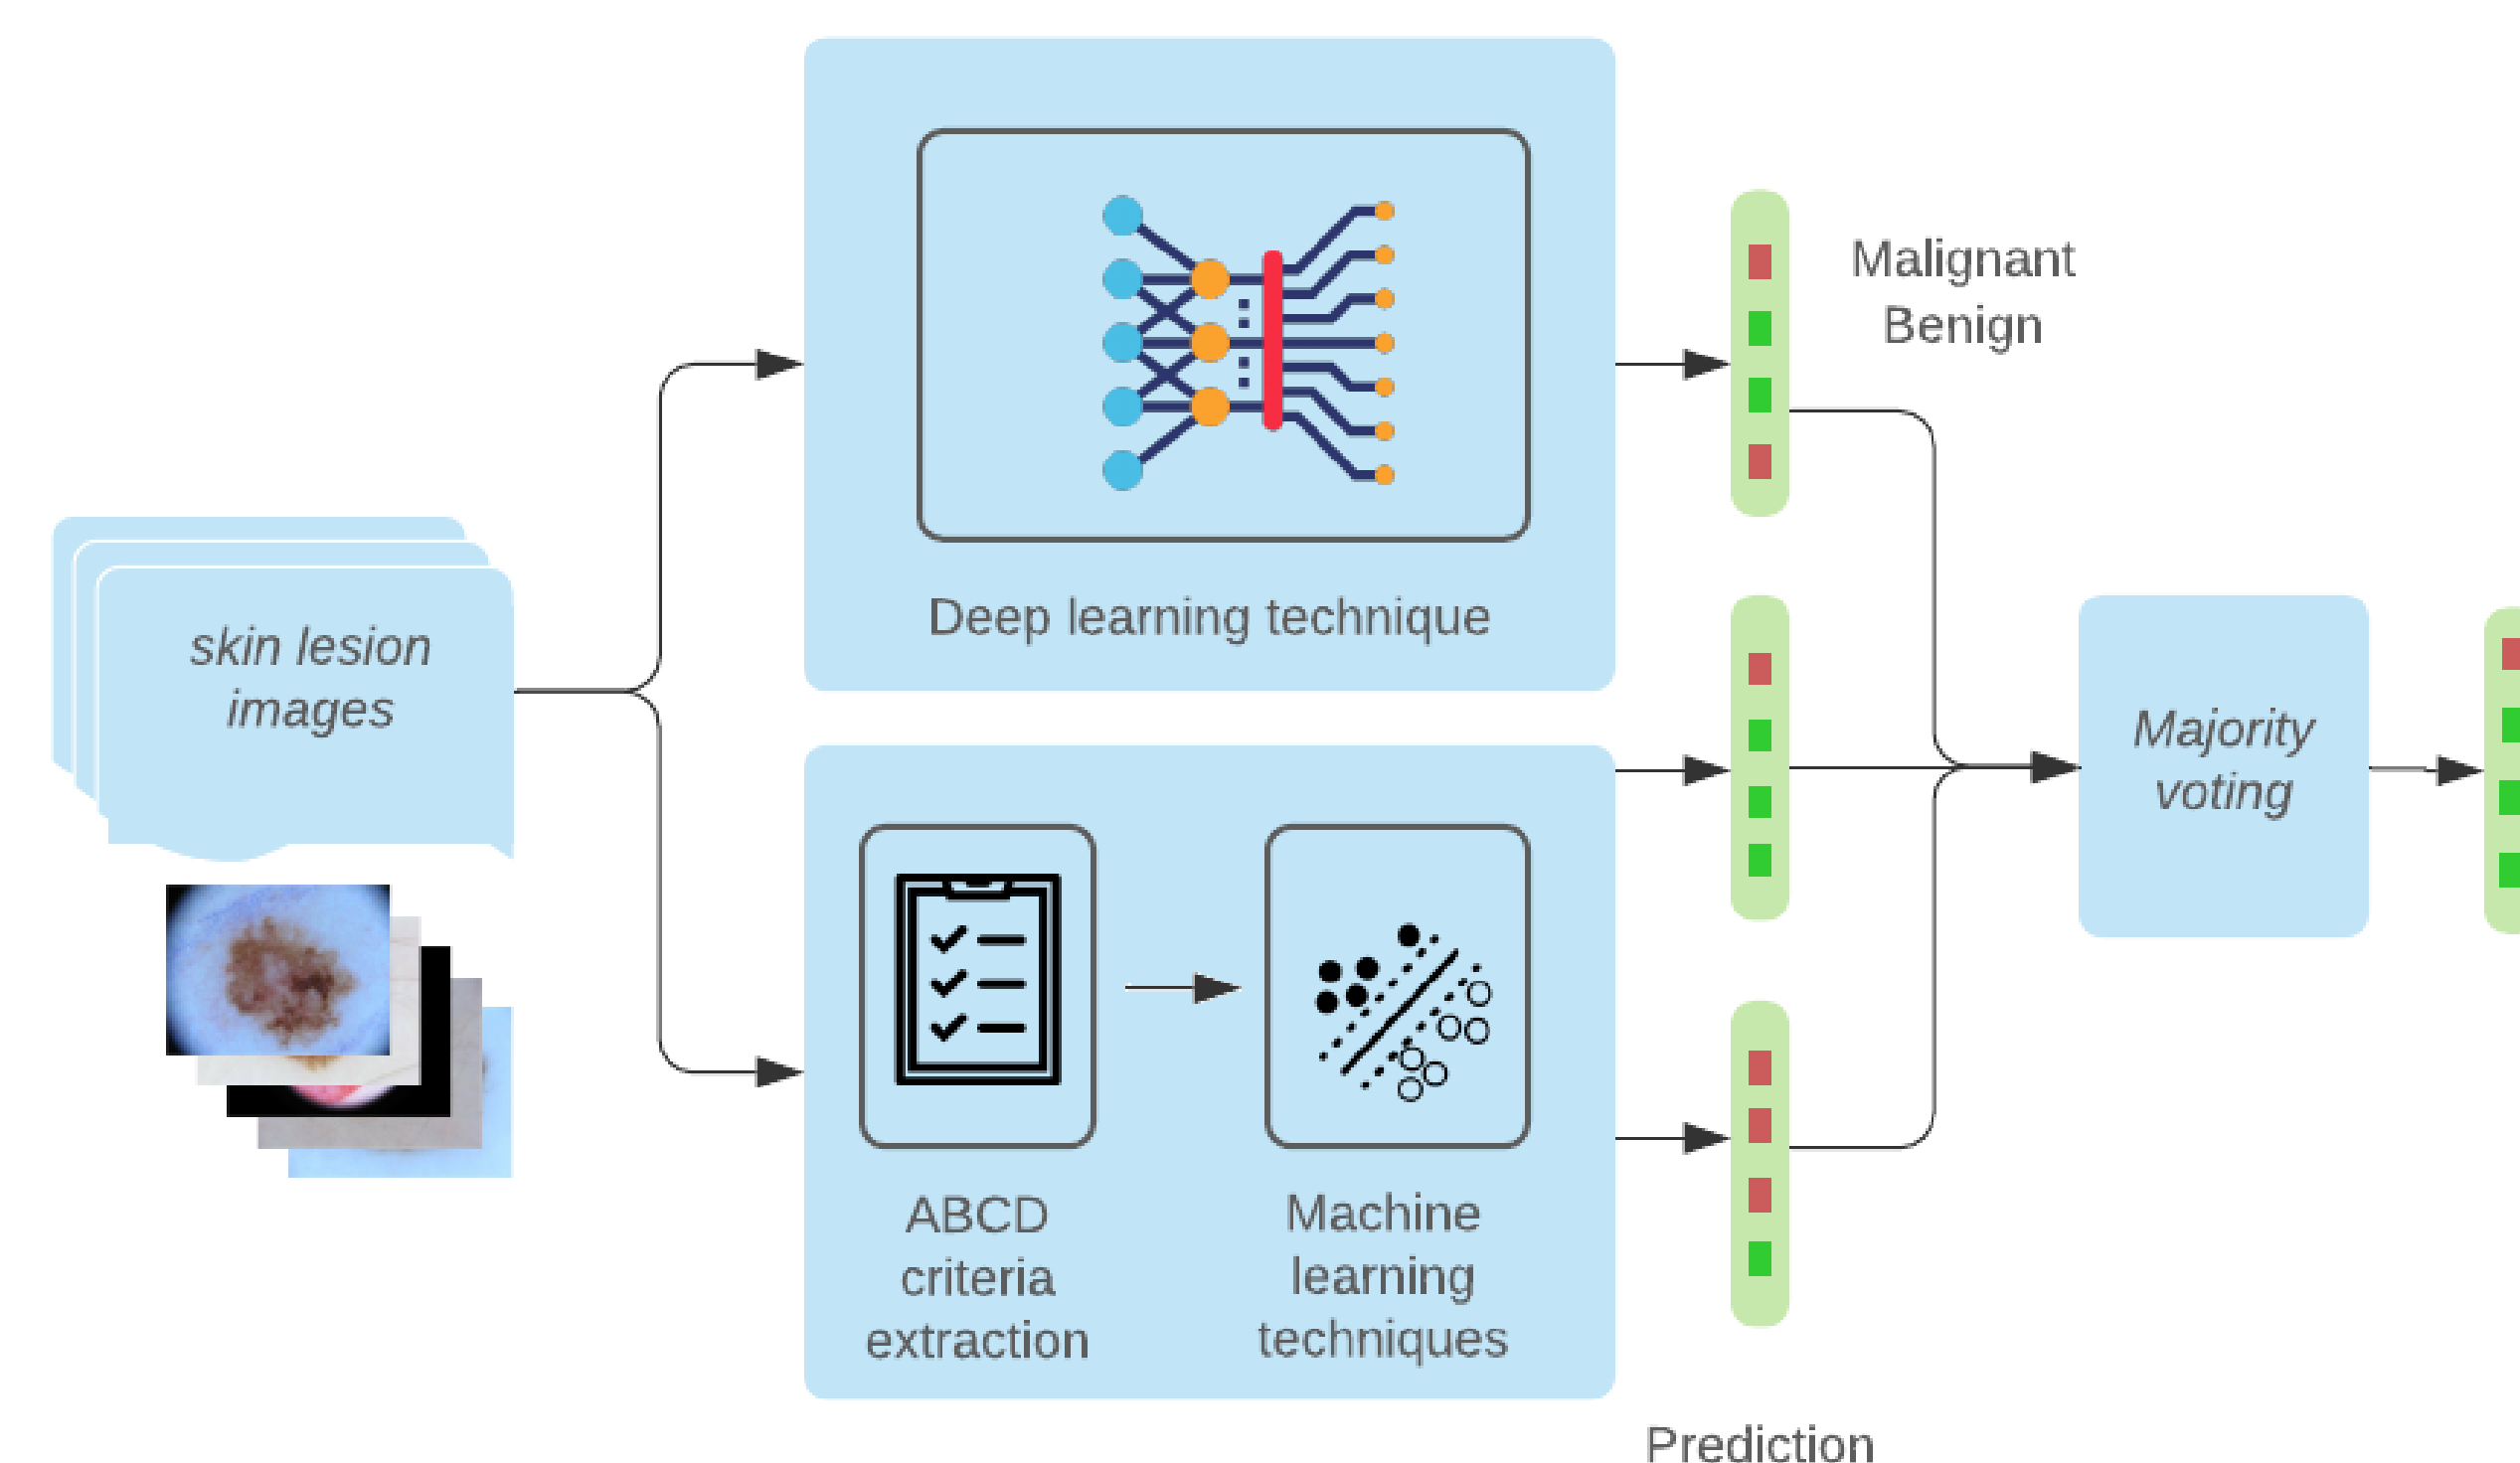 skin lesion
images
Deep learning technique
Malignant
Benign
ABCD
criteria
extraction
Machine
learning
techniques
Majority
voting
Prediction